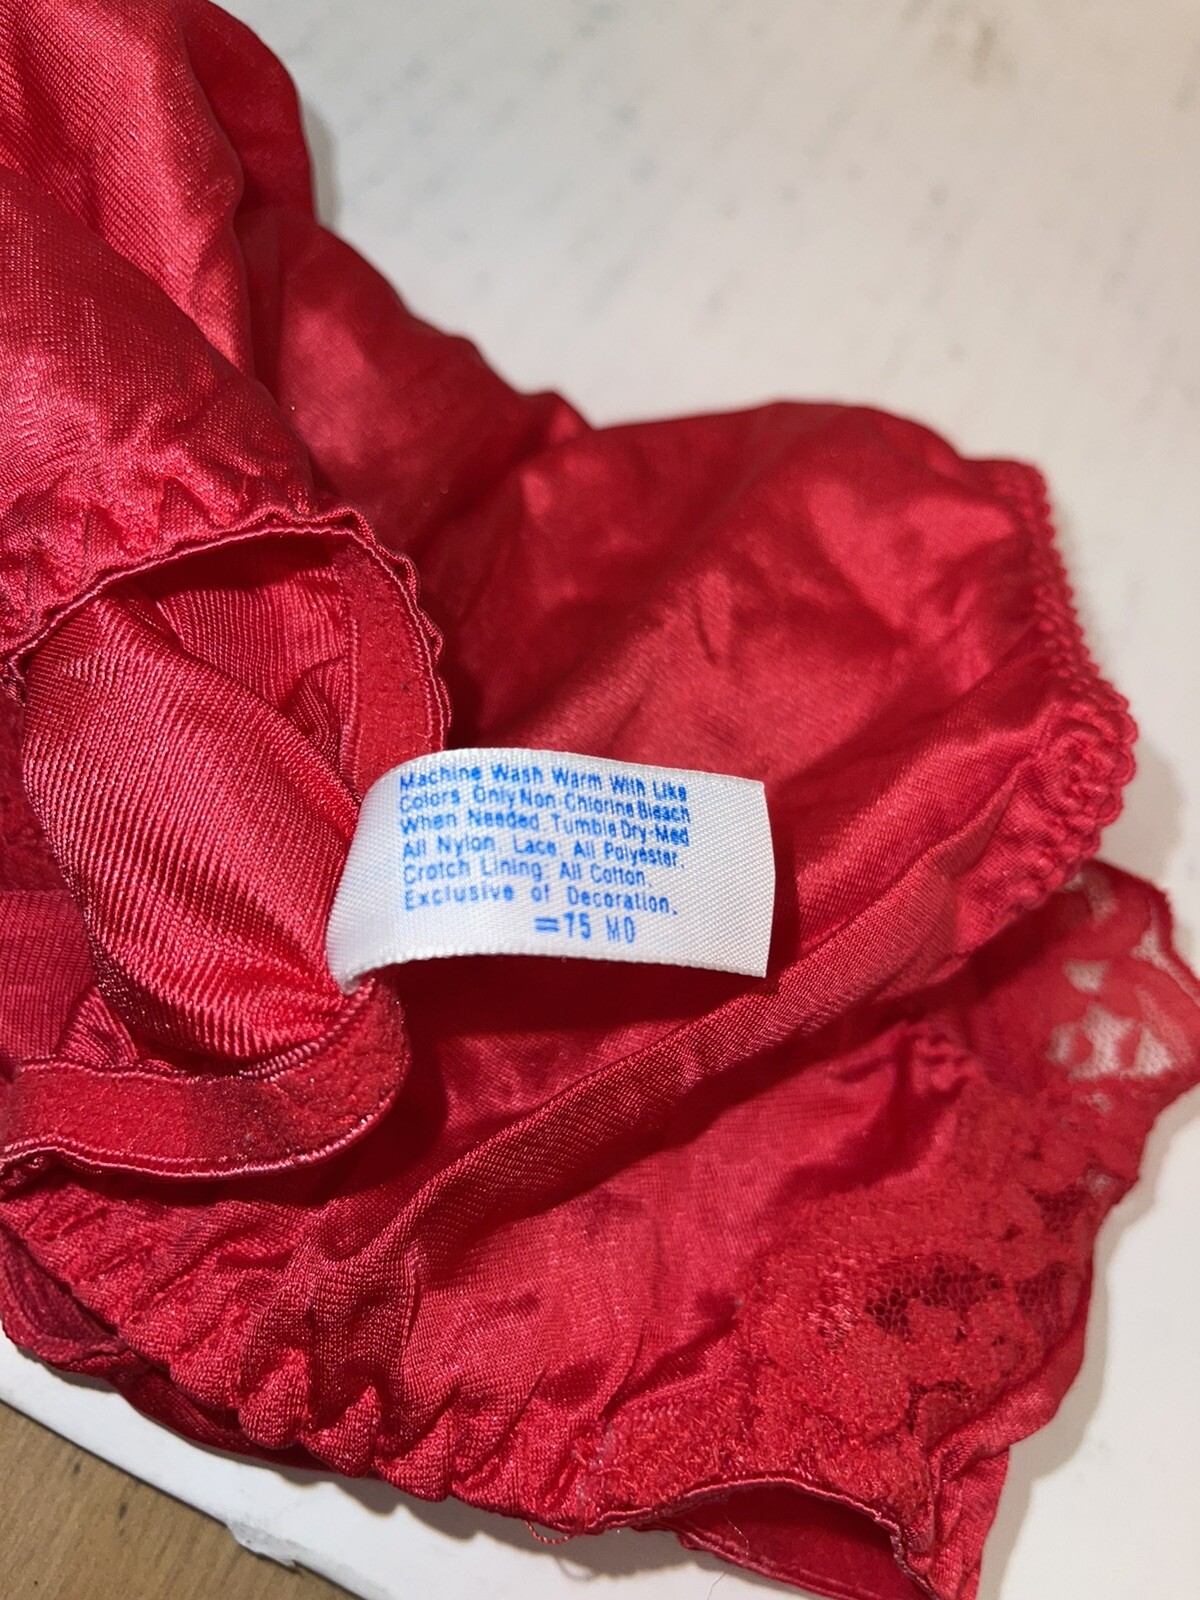 Machine Wash Warm With Like
Colors Only Non-Chlorine Bleach
When Needed. Tumble Dry-Med
All Nylon. Lace: All Polyester.
Crotch Lining: All Cotton.
Exclusive of Decoration.
=75 MO